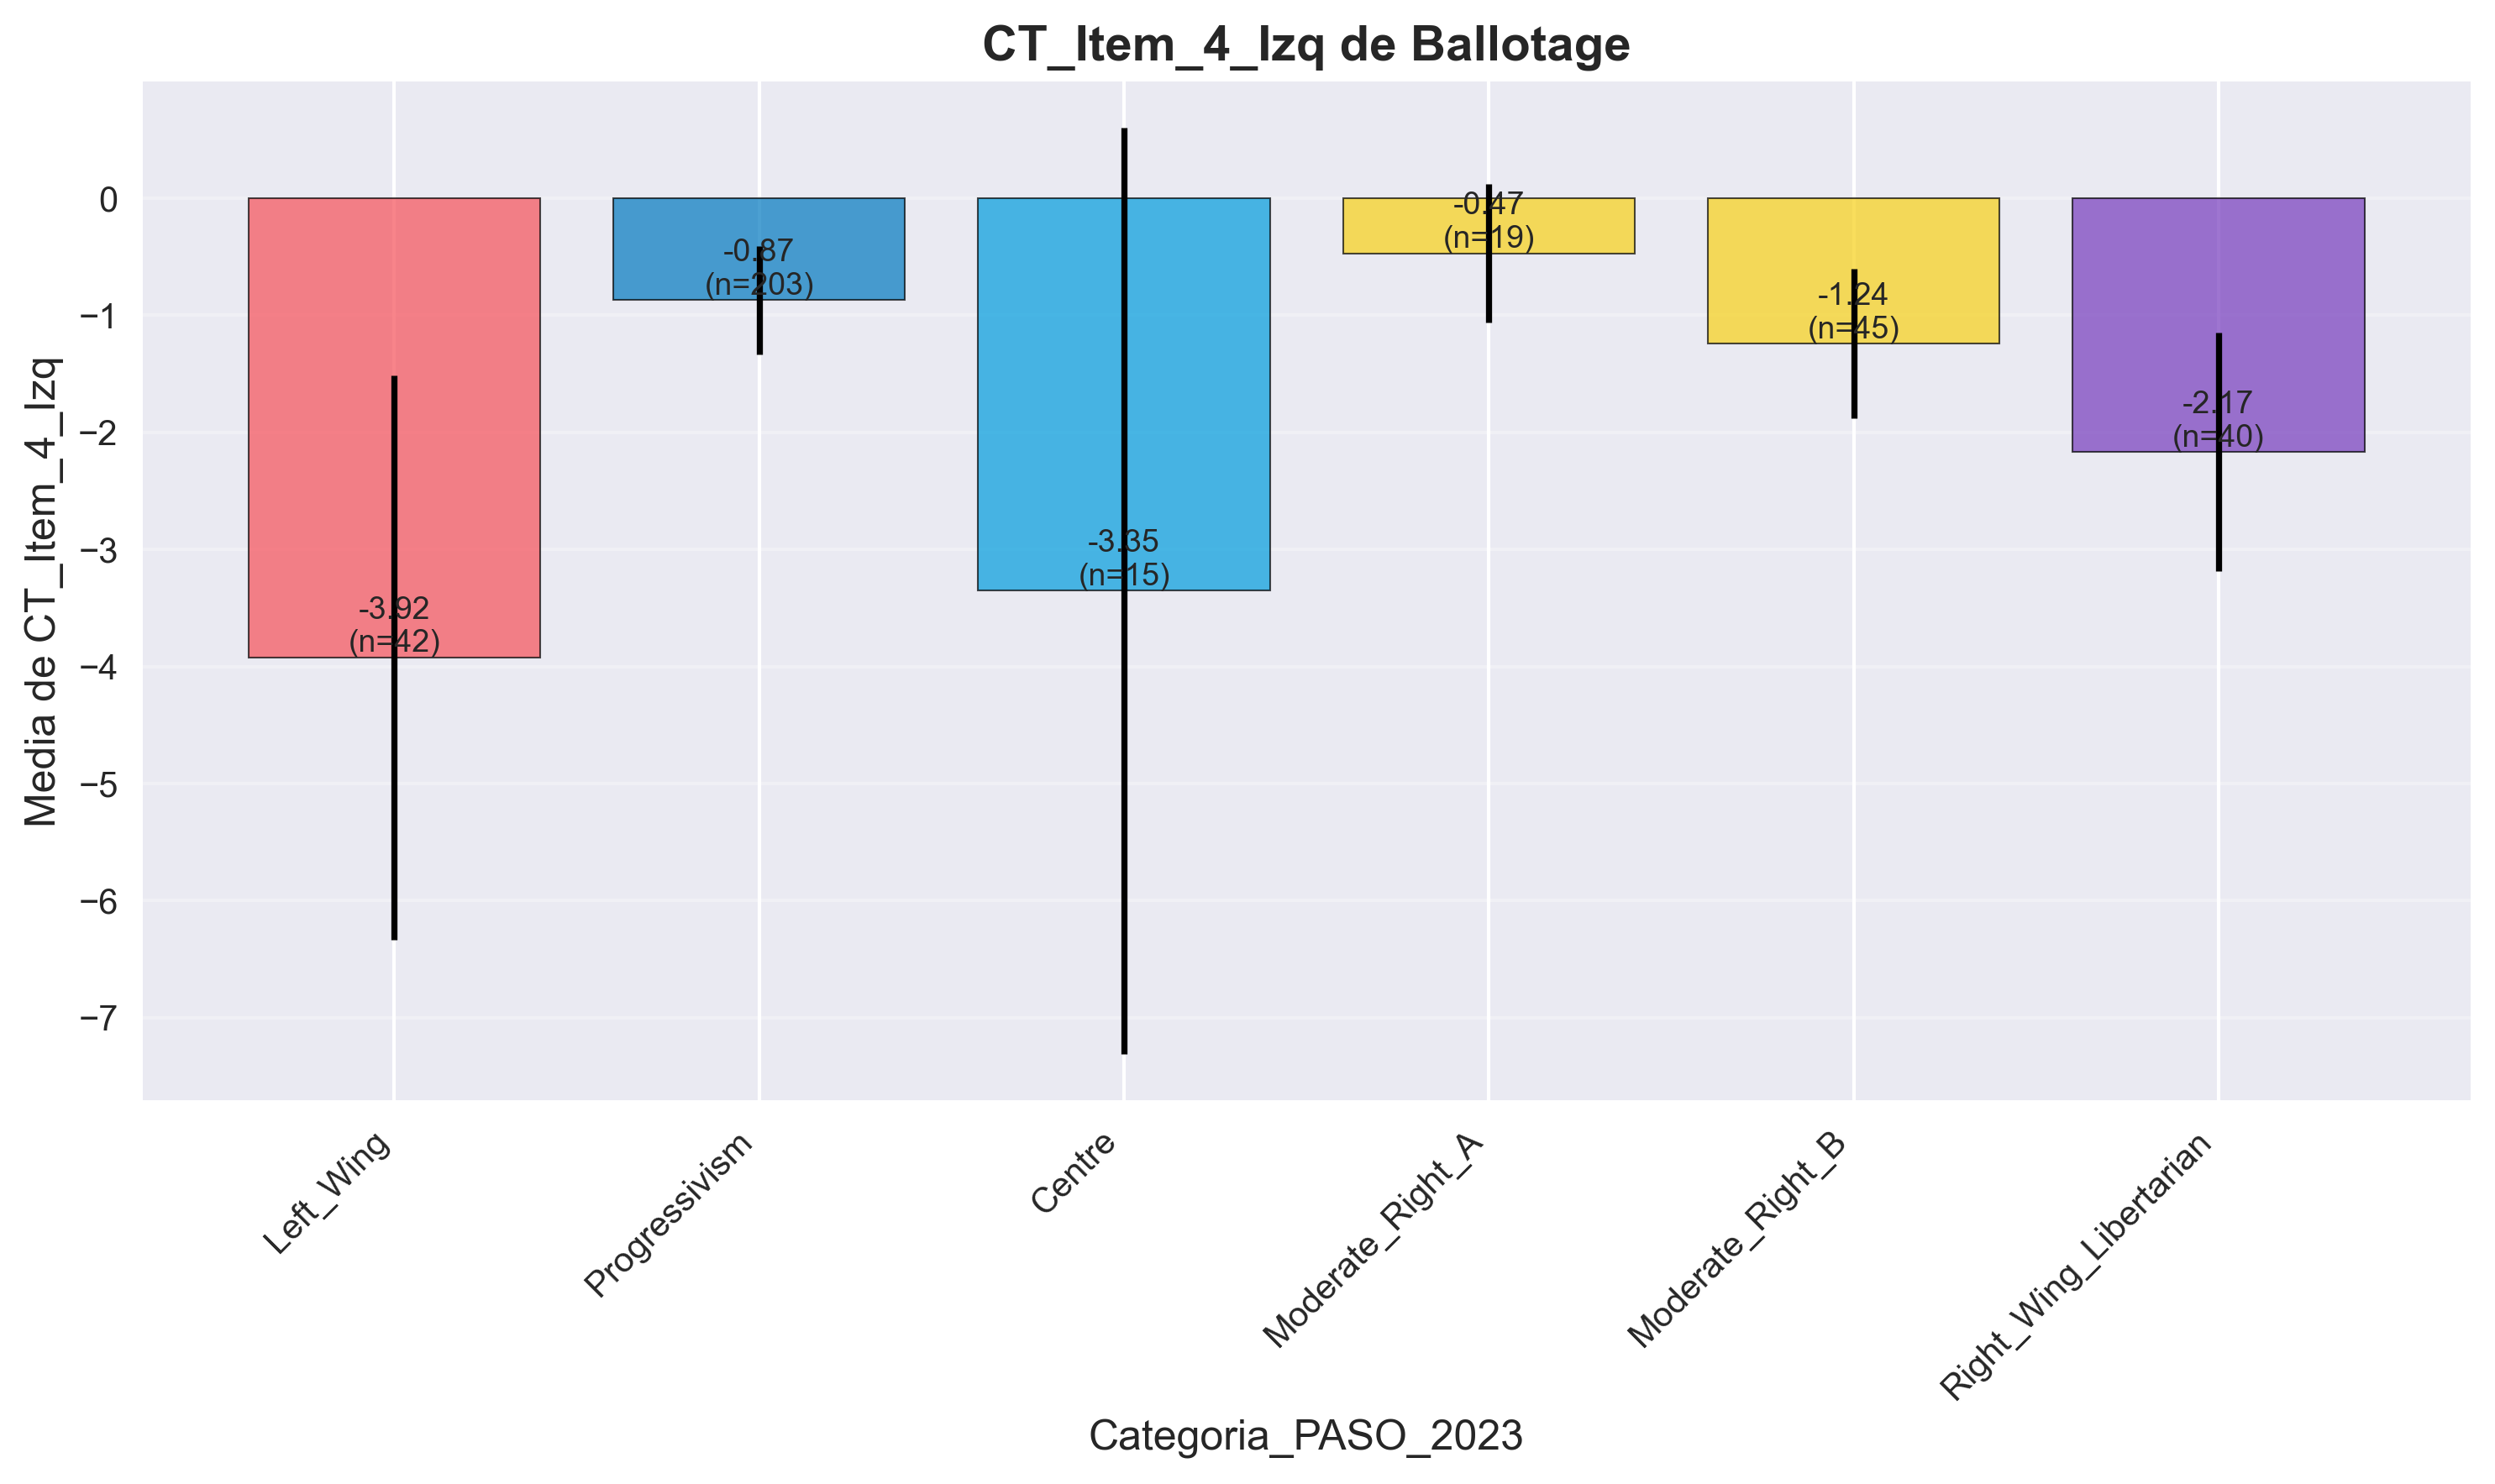 CT_Item_4_Izq de Ballotage
Media de CT_Item_4_Izq
0
−1
−2
−3
−4
−5
−6
−7
-3.92
(n=42)
-0.87
(n=203)
-3.35
(n=15)
-0.47
(n=19)
-1.24
(n=45)
-2.17
(n=40)
Left_Wing
Progressivism
Centre
Moderate_Right_A
Moderate_Right_B
Right_Wing_Libertarian
Categoria_PASO_2023